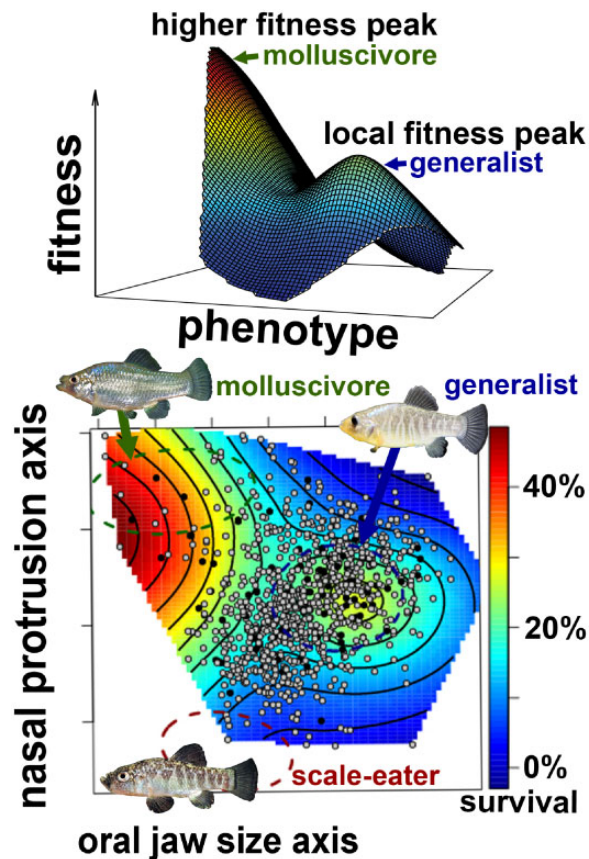 higher fitness peak
molluscivore
local fitness peak
generalist
fitness
phenotype
molluscivore
generalist
nasal protrusion axis
40%
20%
0%
scale-eater
survival
oral jaw size axis